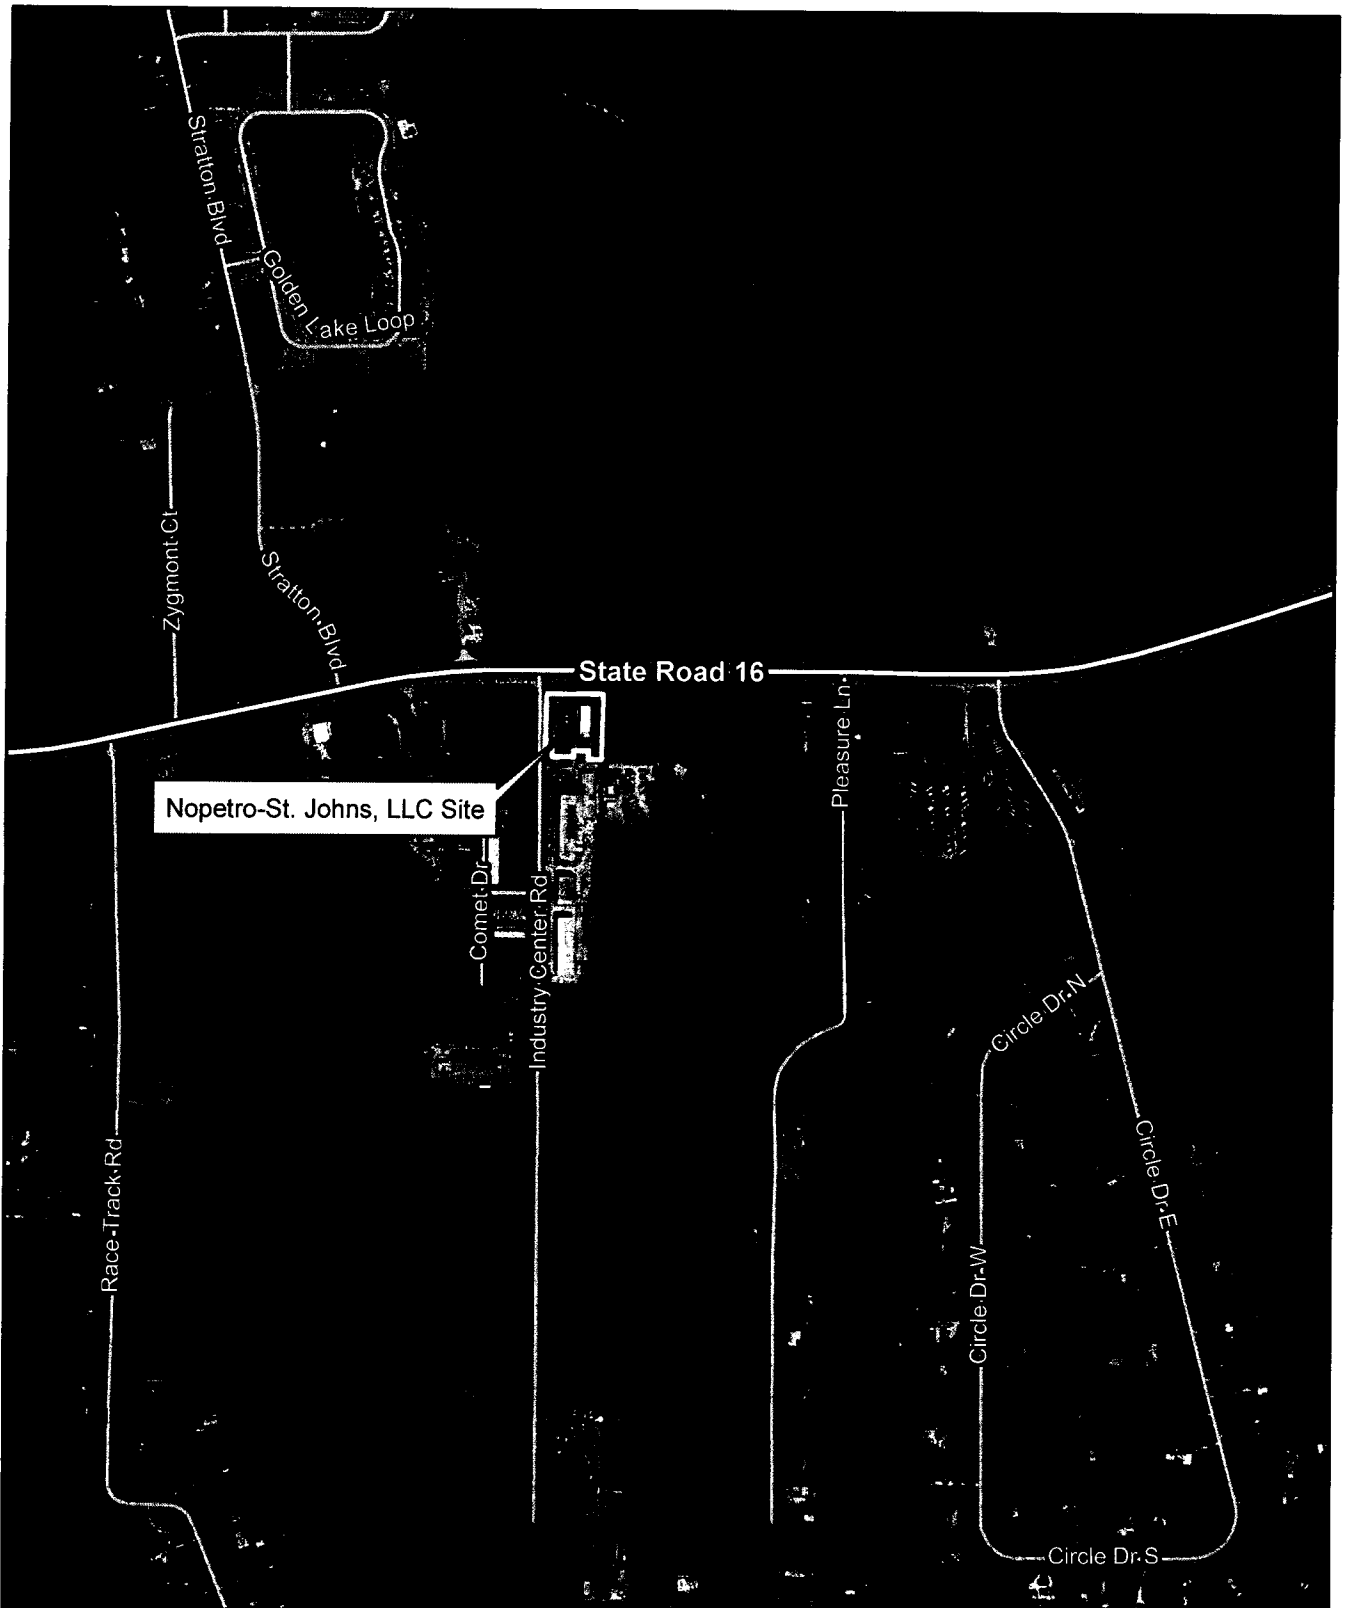 Stratton Blvd
Golden Lake Loop
Zygmont Ct
Stratton Blvd
State Road 16
Pleasure Ln
Nopetro-St. Johns, LLC Site
Comet Dr
Industry Center Rd
Circle Dr N
Race Track Rd
Circle Dr E
Circle Dr W
Circle Dr S